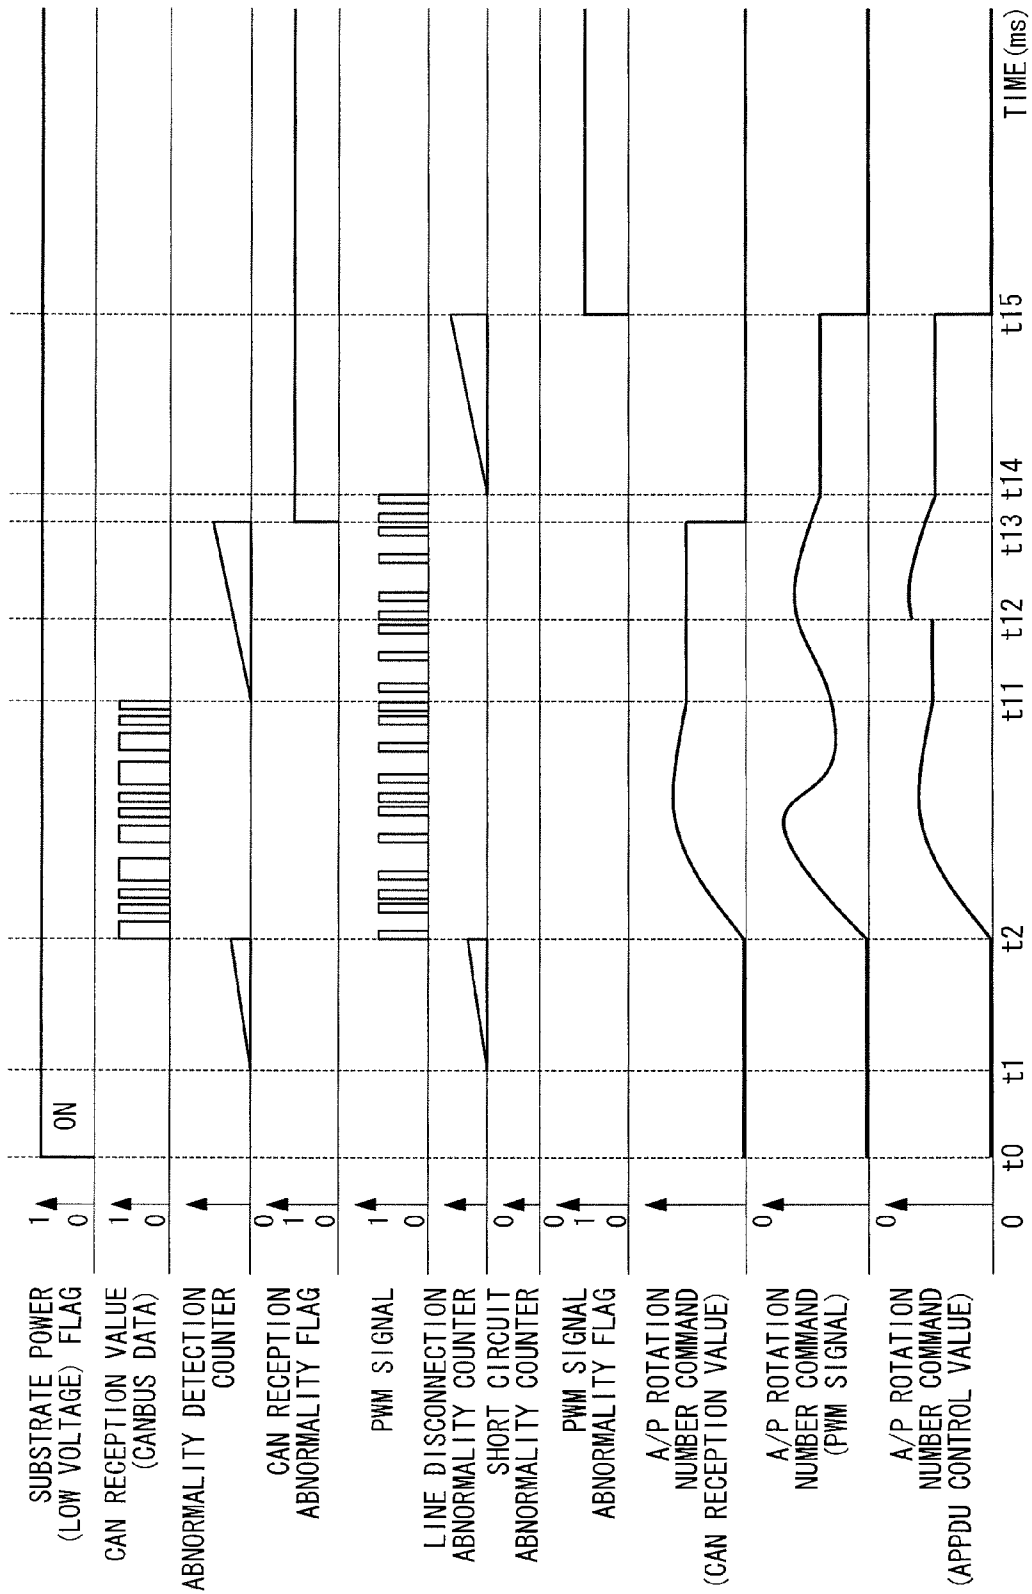 SUBSTRATE POWER
(LOW VOLTAGE) FLAG
1
0
ON
CAN RECEPTION VALUE
(CANBUS DATA)
1
0
ABNORMALITY DETECTION
COUNTER
0
CAN RECEPTION
ABNORMALITY FLAG
1
0
PWM SIGNAL
1
0
LINE DISCONNECTION
ABNORMALITY COUNTER
0
SHORT CIRCUIT
ABNORMALITY COUNTER
0
PWM SIGNAL
ABNORMALITY FLAG
1
0
A/P ROTATION
NUMBER COMMAND
(CAN RECEPTION VALUE)
0
A/P ROTATION
NUMBER COMMAND
(PWM SIGNAL)
0
A/P ROTATION
NUMBER COMMAND
(APPDU CONTROL VALUE)
0
t0 t1 t2 t11 t12 t13 t14 t15 TIME(ms)